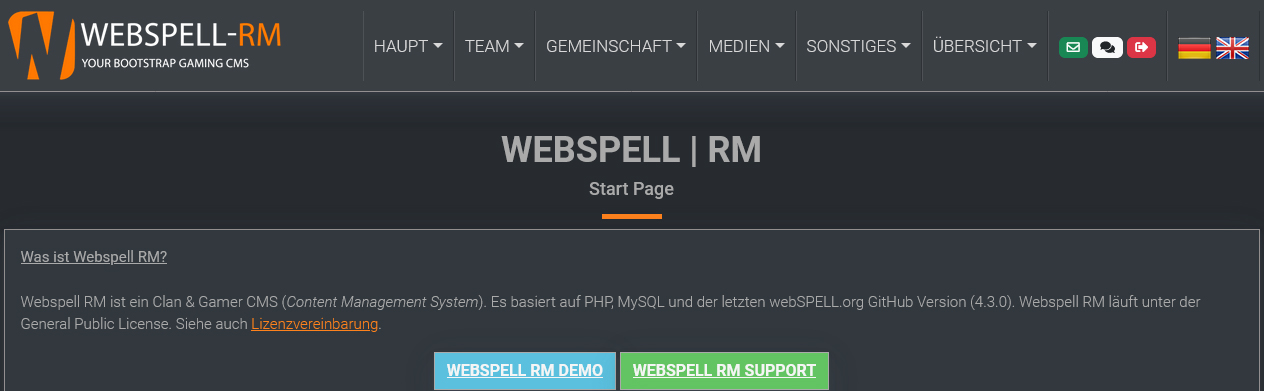 WEBSPELL-RM
YOUR BOOTSTRAP GAMING CMS
HAUPT TEAM GEMEINSCHAFT MEDIEN SONSTIGES ÜBERSICHT
WEBSPELL | RM
Start Page
Was ist Webspell RM?
Webspell RM ist ein Clan & Gamer CMS (Content Management System). Es basiert auf PHP, MySQL und der letzten webSPELL.org GitHub Version (4.3.0). Webspell RM läuft unter der
General Public License. Siehe auch Lizenzvereinbarung.
WEBSPELL RM DEMO WEBSPELL RM SUPPORT